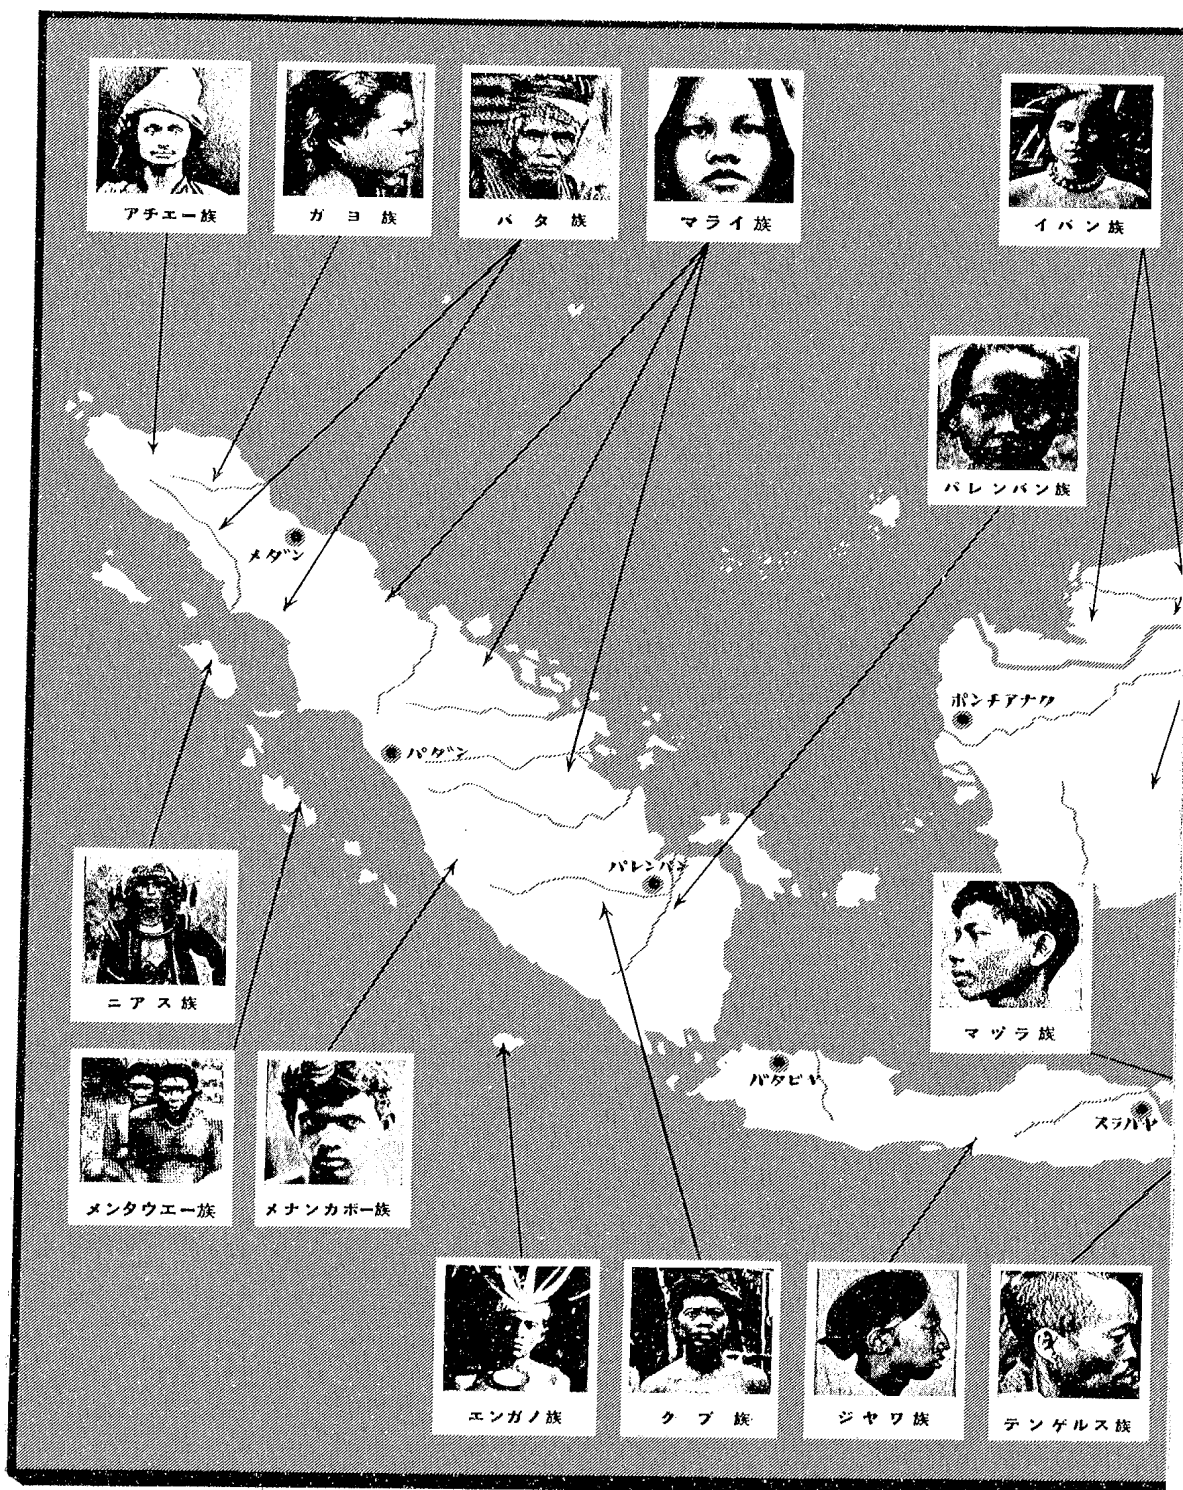 アチエー族
ガヨ族
バタ族
マライ族
イバン族
パレンバン族
メダン
ポンチアナク
パダン
パレンバン
ニアス族
マヅラ族
バタビヤ
スラバヤ
メンタウエー族
メナンカボー族
エンガノ族
クブ族
ジヤワ族
テンゲルス族